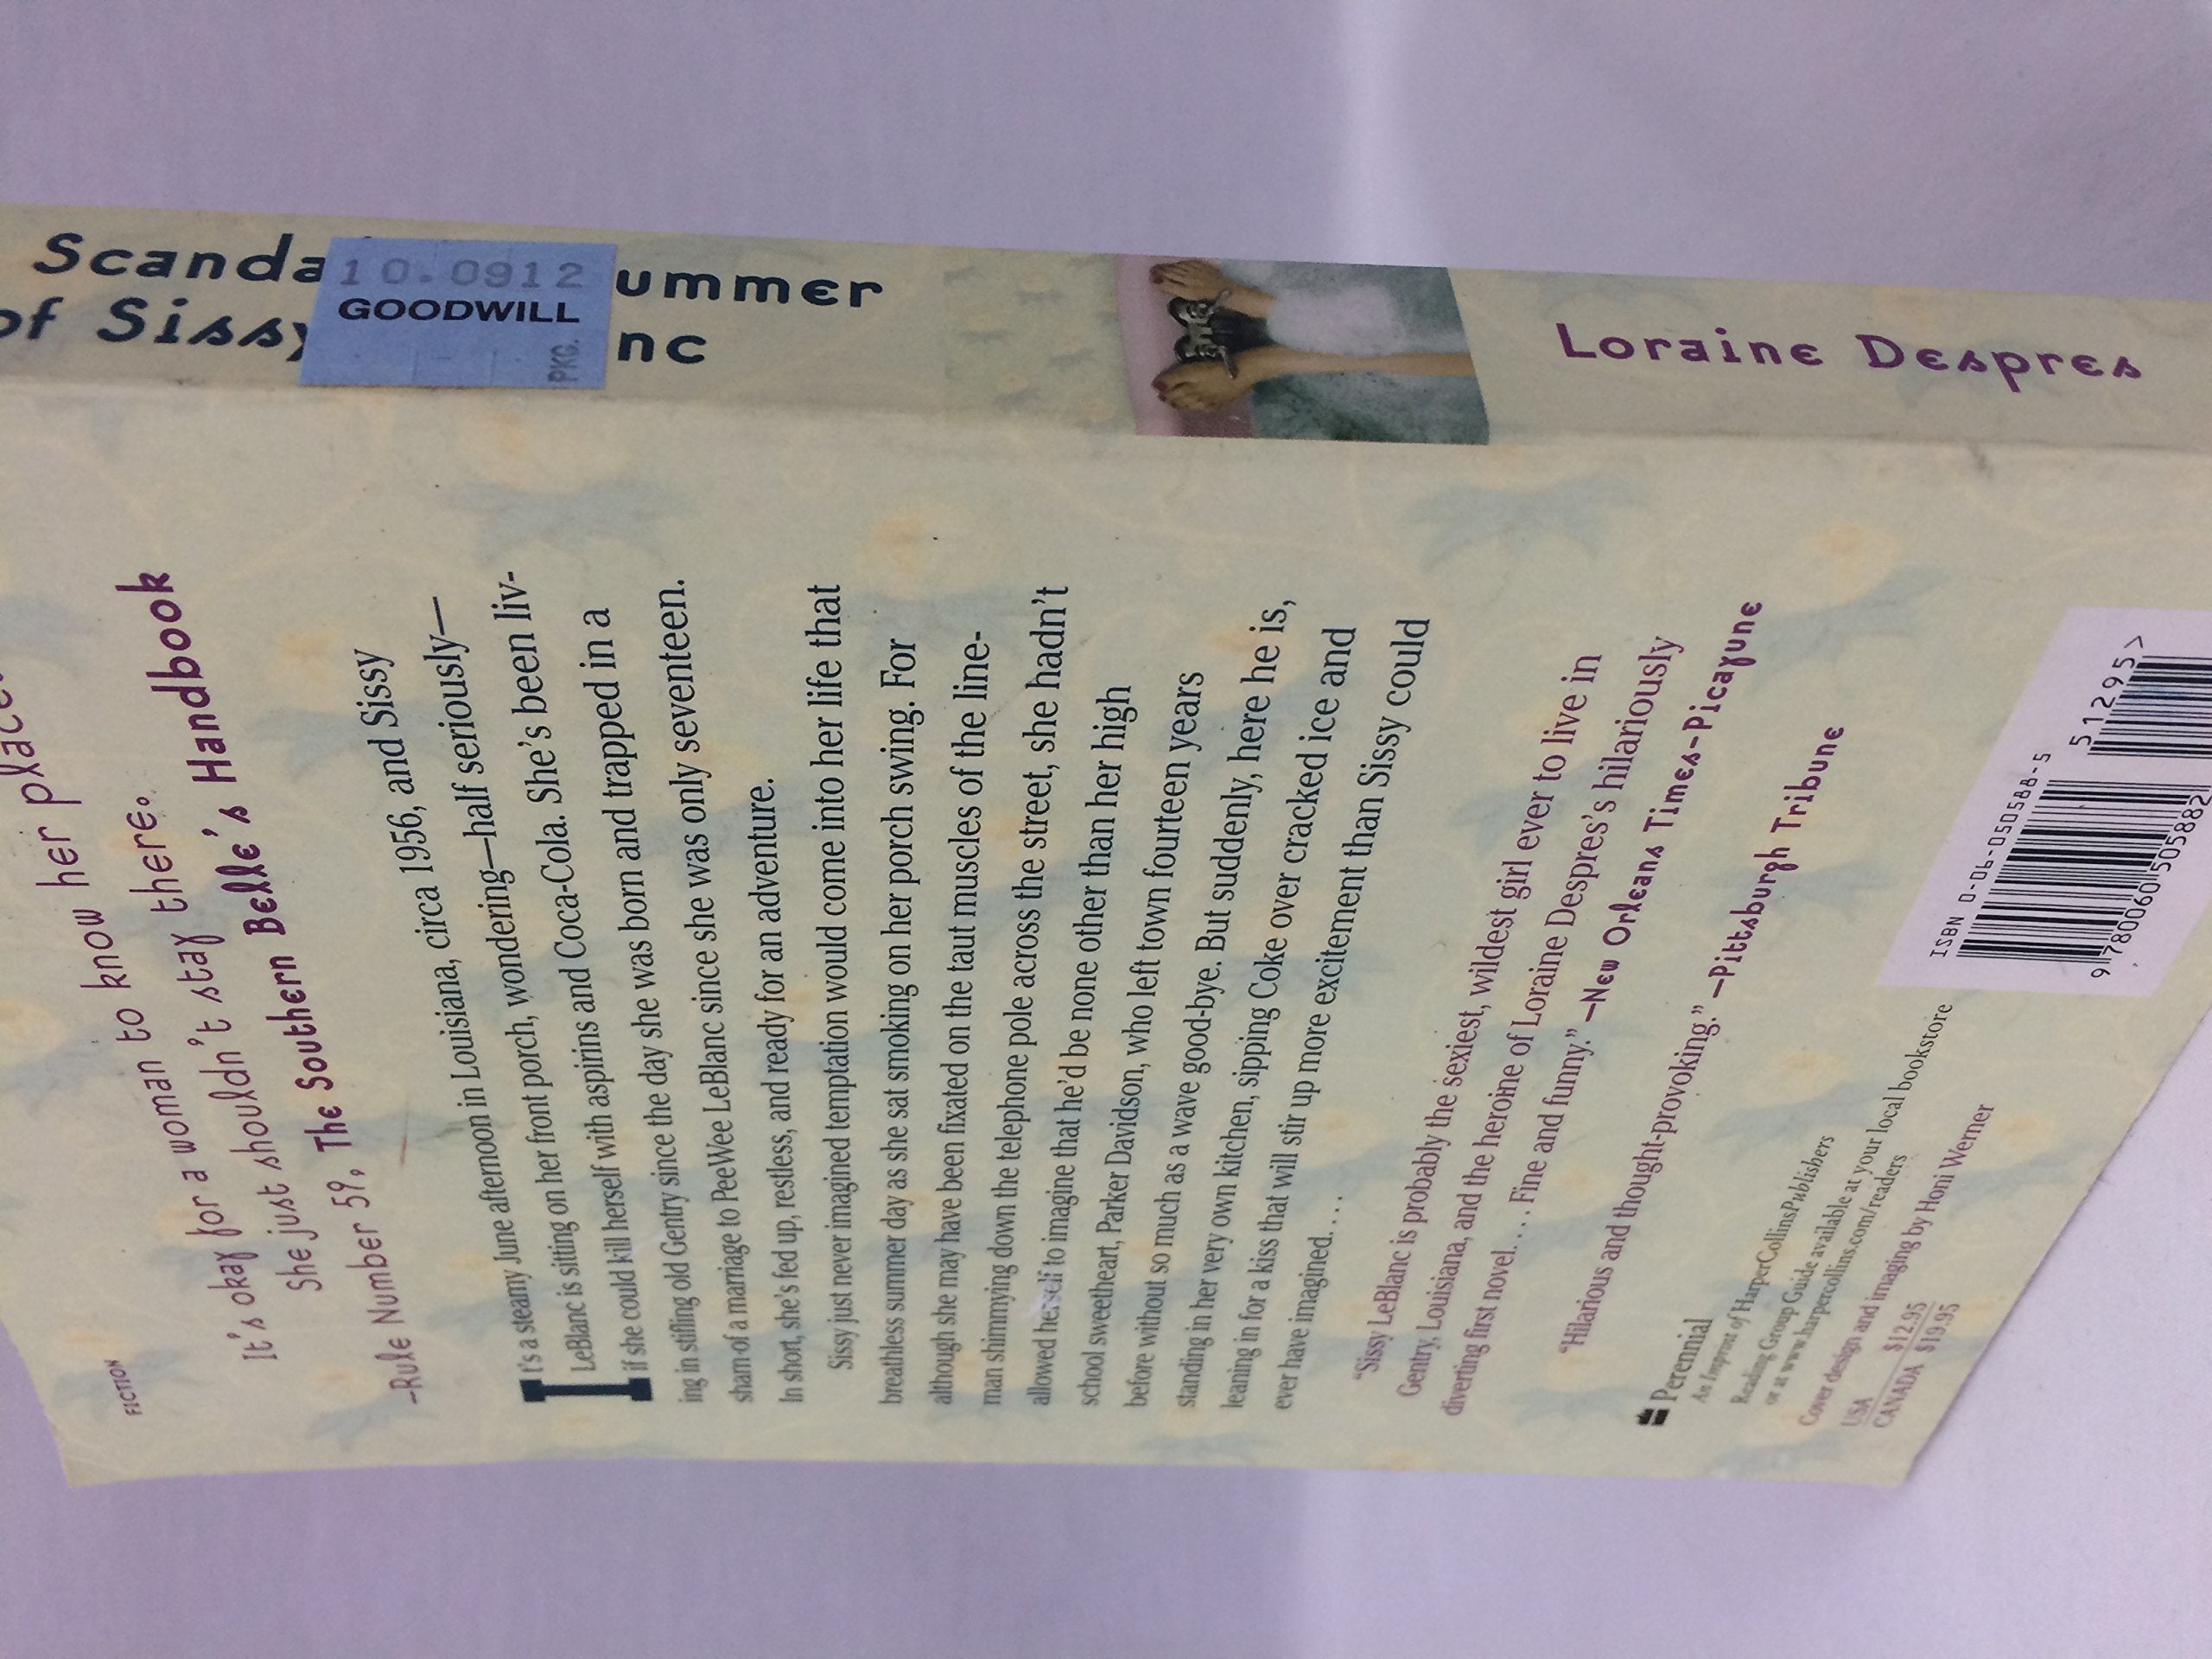 Scanda
ummer
of Sissy
nc
10.0912
GOODWILL
PKG.
Loraine Despres
FICTION
her place.
It's okay for a woman to know
She just shouldn't stay there.
—Rule Number 59, The Southern Belle's Handbook
It's a steamy June afternoon in Louisiana, circa 1956, and Sissy
LeBlanc is sitting on her front porch, wondering—half seriously—
if she could kill herself with aspirins and Coca-Cola. She's been liv-
ing in stifling old Gentry since the day she was born and trapped in a
sham of a marriage to PeeWee LeBlanc since she was only seventeen.
In short, she's fed up, restless, and ready for an adventure.
Sissy just never imagined temptation would come into her life that
breathless summer day as she sat smoking on her porch swing. For
although she may have been fixated on the taut muscles of the line-
man shimmying down the telephone pole across the street, she hadn't
allowed herself to imagine that he'd be none other than her high
school sweetheart, Parker Davidson, who left town fourteen years
before without so much as a wave good-bye. But suddenly, here he is,
standing in her very own kitchen, sipping Coke over cracked ice and
leaning in for a kiss that will stir up more excitement than Sissy could
ever have imagined. . . .
"Sissy LeBlanc is probably the sexiest, wildest girl ever to live in
Gentry, Louisiana, and the heroine of Loraine Despres's hilariously
diverting first novel. . . . Fine and funny." —New Orleans Times-Picayune
"Hilarious and thought-provoking." —Pittsburgh Tribune
Perennial
An Imprint of HarperCollinsPublishers
Reading Group Guide available at your local bookstore
or at www.harpercollins.com/readers
Cover design and imaging by Honi Werner
USA $12.95
CANADA $19.95
ISBN 0-06-050588-5
51295>
9 780060 505882